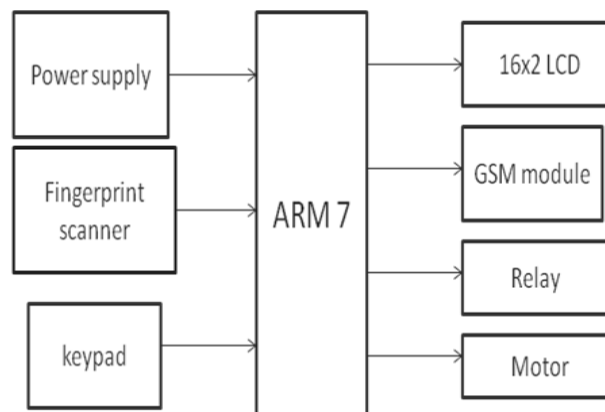 Power supply
Fingerprint
scanner
keypad
ARM 7
16x2 LCD
GSM module
Relay
Motor